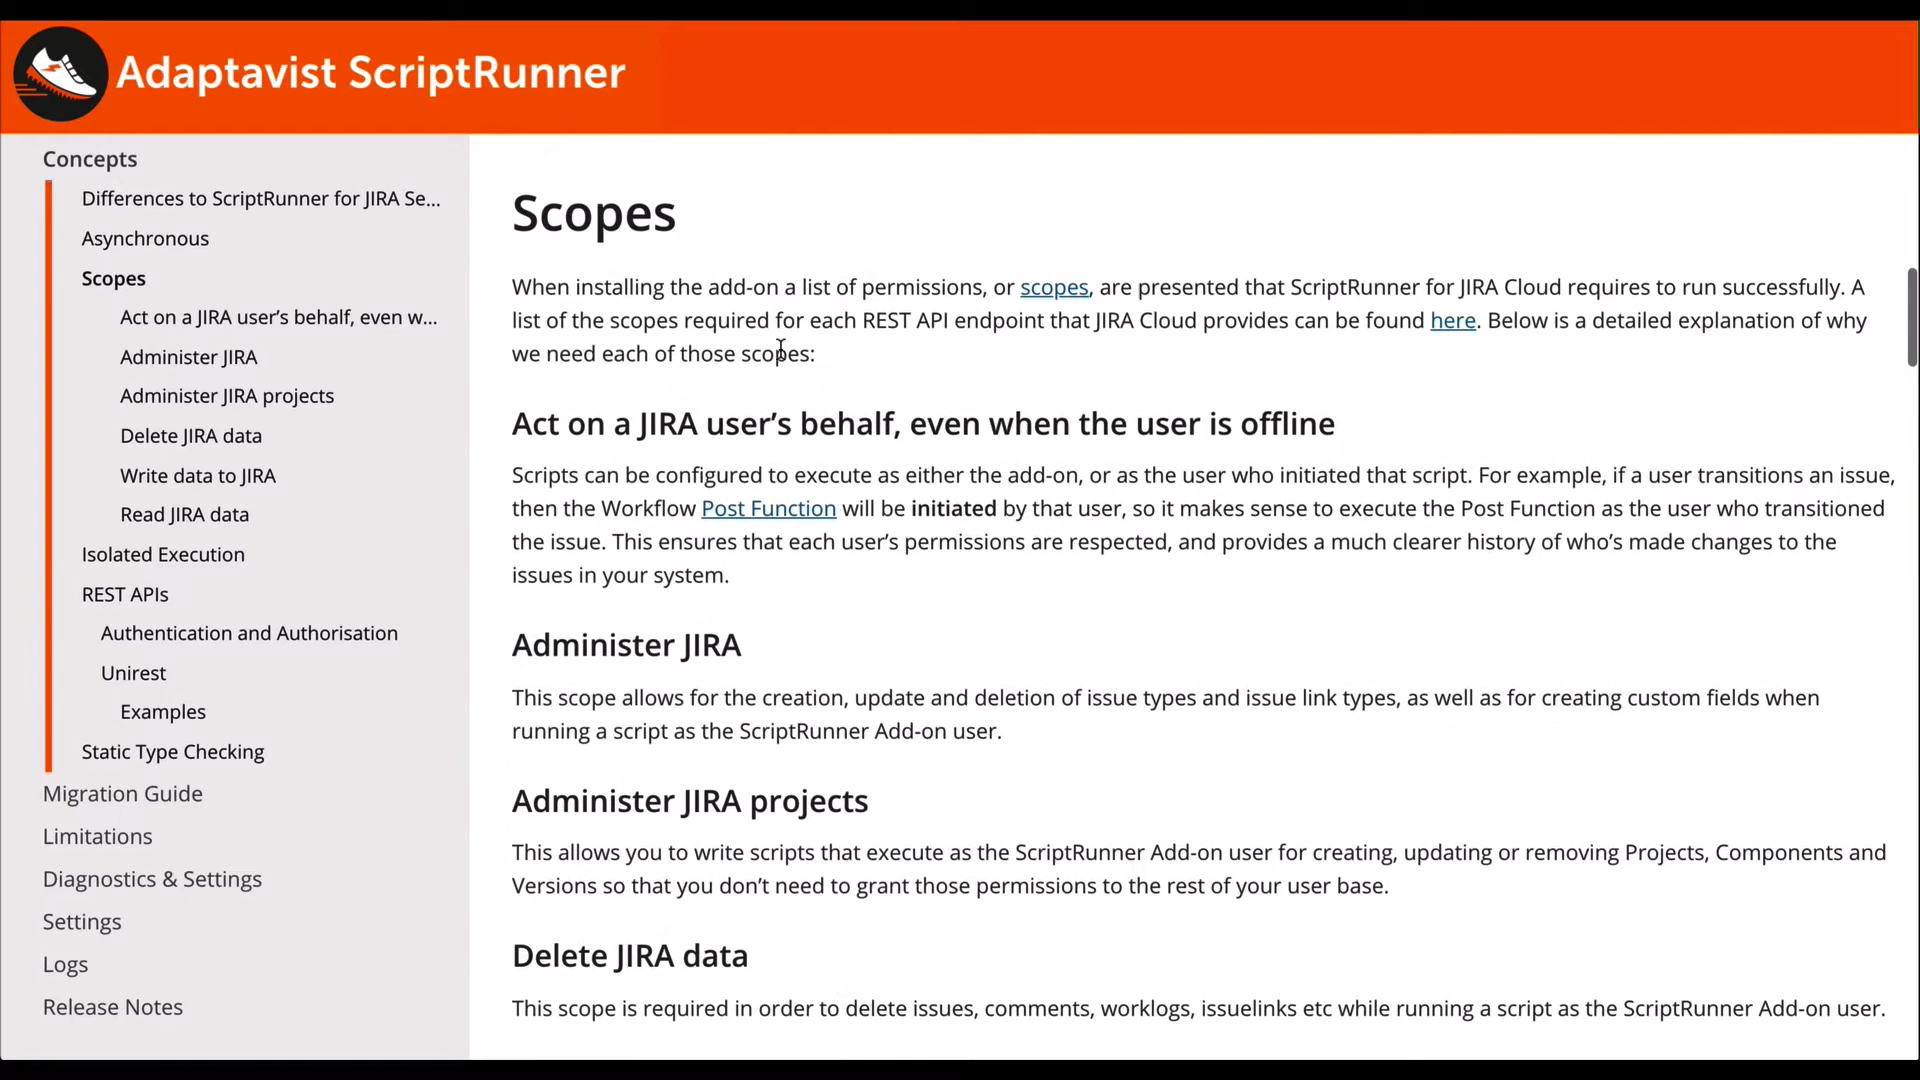 Adaptavist ScriptRunner
Concepts
Differences to ScriptRunner for JIRA Se...
Asynchronous
Scopes
Act on a JIRA user’s behalf, even w...
Administer JIRA
Administer JIRA projects
Delete JIRA data
Write data to JIRA
Read JIRA data
Isolated Execution
REST APIs
Authentication and Authorisation
Unirest
Examples
Static Type Checking
Migration Guide
Limitations
Diagnostics & Settings
Settings
Logs
Release Notes
Scopes
When installing the add-on a list of permissions, or scopes, are presented that ScriptRunner for JIRA Cloud requires to run successfully. A
list of the scopes required for each REST API endpoint that JIRA Cloud provides can be found here. Below is a detailed explanation of why
we need each of those scopes:
Act on a JIRA user’s behalf, even when the user is offline
Scripts can be configured to execute as either the add-on, or as the user who initiated that script. For example, if a user transitions an issue,
then the Workflow Post Function will be initiated by that user, so it makes sense to execute the Post Function as the user who transitioned
the issue. This ensures that each user’s permissions are respected, and provides a much clearer history of who’s made changes to the
issues in your system.
Administer JIRA
This scope allows for the creation, update and deletion of issue types and issue link types, as well as for creating custom fields when
running a script as the ScriptRunner Add-on user.
Administer JIRA projects
This allows you to write scripts that execute as the ScriptRunner Add-on user for creating, updating or removing Projects, Components and
Versions so that you don’t need to grant those permissions to the rest of your user base.
Delete JIRA data
This scope is required in order to delete issues, comments, worklogs, issuelinks etc while running a script as the ScriptRunner Add-on user.